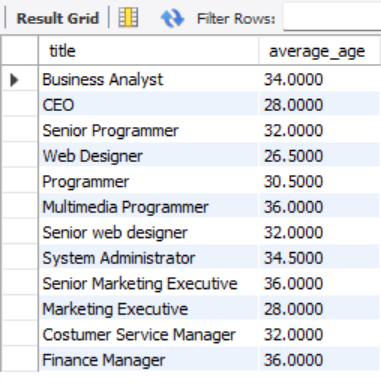 Result Grid Filter Rows:
title average_age
Business Analyst 34.0000
CEO 28.0000
Senior Programmer 32.0000
Web Designer 26.5000
Programmer 30.5000
Multimedia Programmer 36.0000
Senior web designer 32.0000
System Administrator 34.5000
Senior Marketing Executive 36.0000
Marketing Executive 28.0000
Costumer Service Manager 32.0000
Finance Manager 36.0000